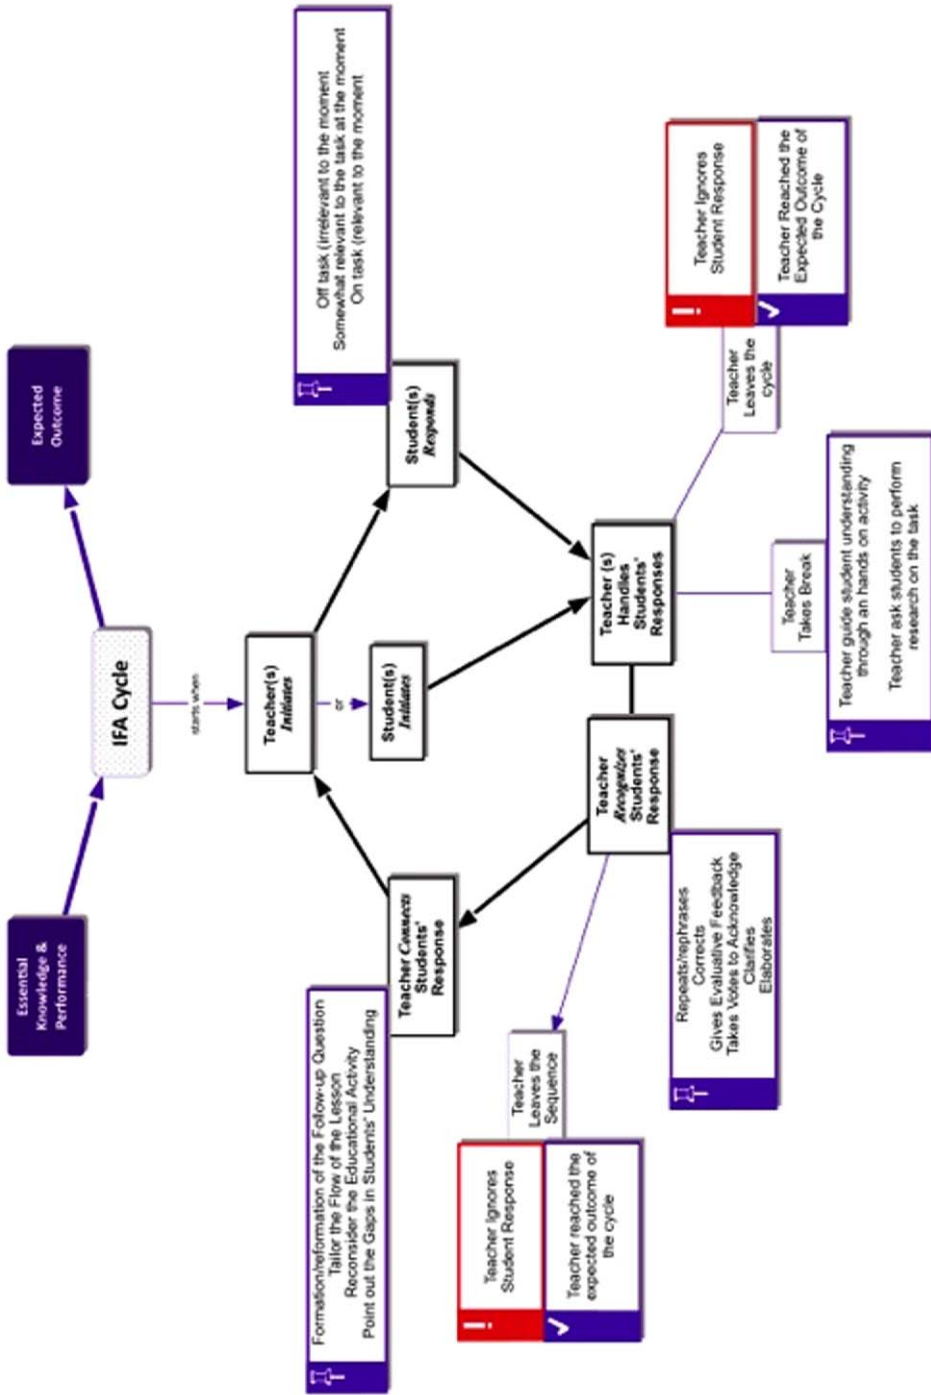 Essential
Knowledge &
Performance
IFA Cycle
Expected
Outcome
starts when
Teacher(s)
Initiates
or
Student(s)
Initiates
Student(s)
Responds
Off task (irrelevant to the moment
Somewhat relevant to the task at the moment
On task (relevant to the moment
Teacher (s)
Handles
Students'
Responses
Teacher
Leaves the
cycle
Teacher Ignores
Student Response
Teacher Reached the
Expected Outcome of
the Cycle
Teacher
Takes Break
Teacher guide student understanding
through an hands on activity
Teacher ask students to perform
research on the task
Teacher
Recognizes
Students'
Response
Repeats/rephrases
Corrects
Gives Evaluative Feedback
Takes Votes to Acknowledge
Clarifies
Elaborates
Teacher
Leaves the
Sequence
Teacher Ignores
Student Response
Teacher reached the
expected outcome of
the cycle
Teacher Connects
Students'
Response
Formation/reformation of the Follow-up Question
Tailor the Flow of the Lesson
Reconsider the Educational Activity
Point out the Gaps in Students' Understanding